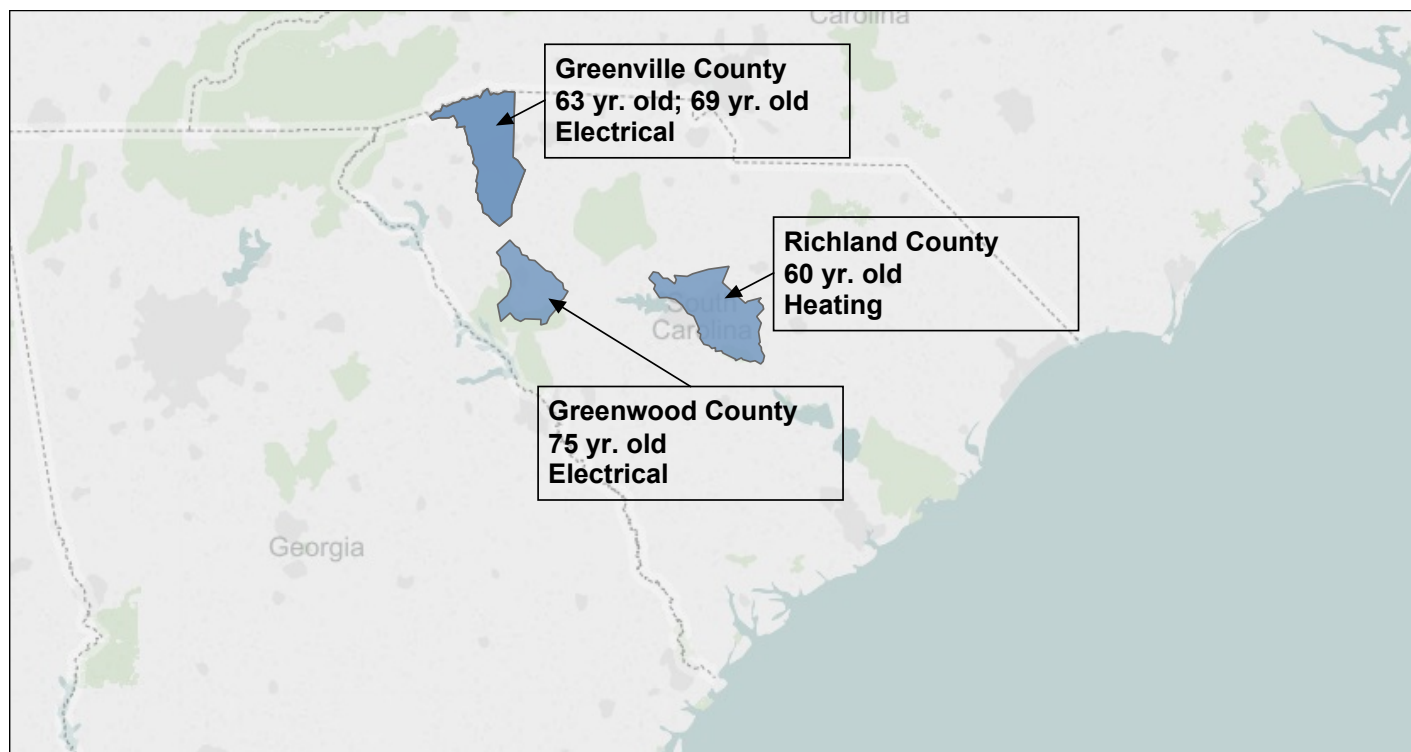 Carolina
Greenville County
63 yr. old; 69 yr. old
Electrical
Richland County
60 yr. old
Heating
South
Carolina
Greenwood County
75 yr. old
Electrical
Georgia